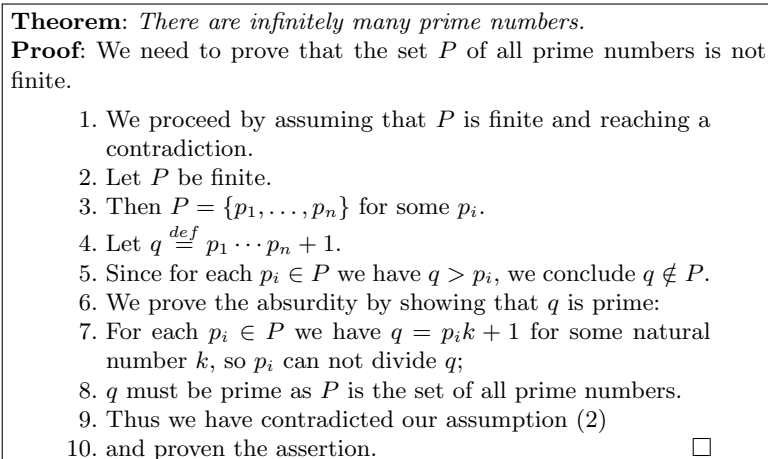 Theorem: There are infinitely many prime numbers.
Proof: We need to prove that the set P of all prime numbers is not
finite.
1. We proceed by assuming that P is finite and reaching a
contradiction.
2. Let P be finite.
3. Then P = {p₁, . . . , pₙ} for some pᵢ.
4. Let q def= p₁ · · · pₙ + 1.
5. Since for each pᵢ ∈ P we have q > pᵢ, we conclude q ∉ P.
6. We prove the absurdity by showing that q is prime:
7. For each pᵢ ∈ P we have q = pᵢk + 1 for some natural
number k, so pᵢ can not divide q;
8. q must be prime as P is the set of all prime numbers.
9. Thus we have contradicted our assumption (2)
10. and proven the assertion. □